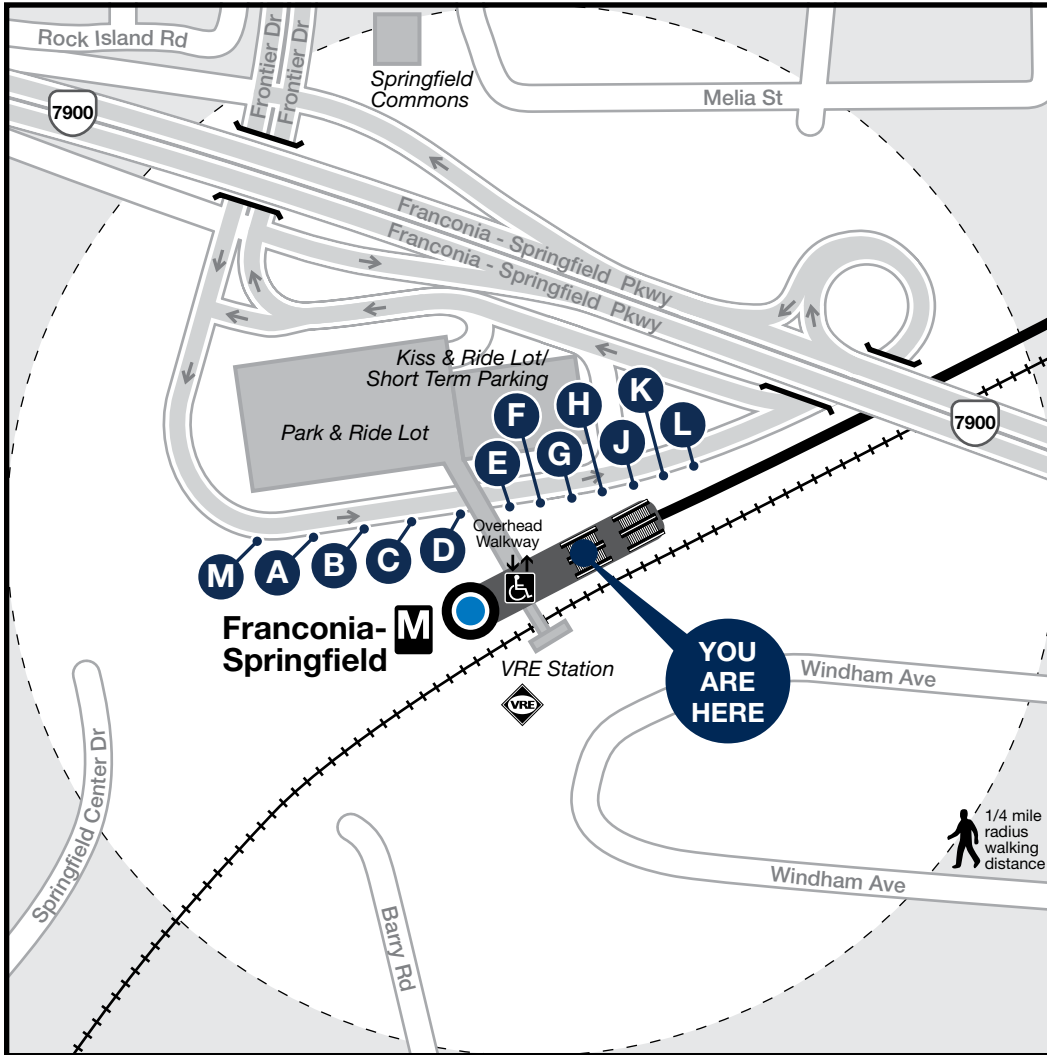 Rock Island Rd
Frontier Dr
Frontier Dr
Springfield
Commons
Melia St
7900
Franconia - Springfield Pkwy
Franconia - Springfield Pkwy
Kiss & Ride Lot/
Short Term Parking
Park & Ride Lot
7900
K
H
F
L
J
G
E
D
C
B
A
M
Overhead
Walkway
Franconia-
Springfield
M
VRE Station
VRE
YOU
ARE
HERE
Windham Ave
Springfield Center Dr
1/4 mile
radius
walking
distance
Windham Ave
Barry Rd